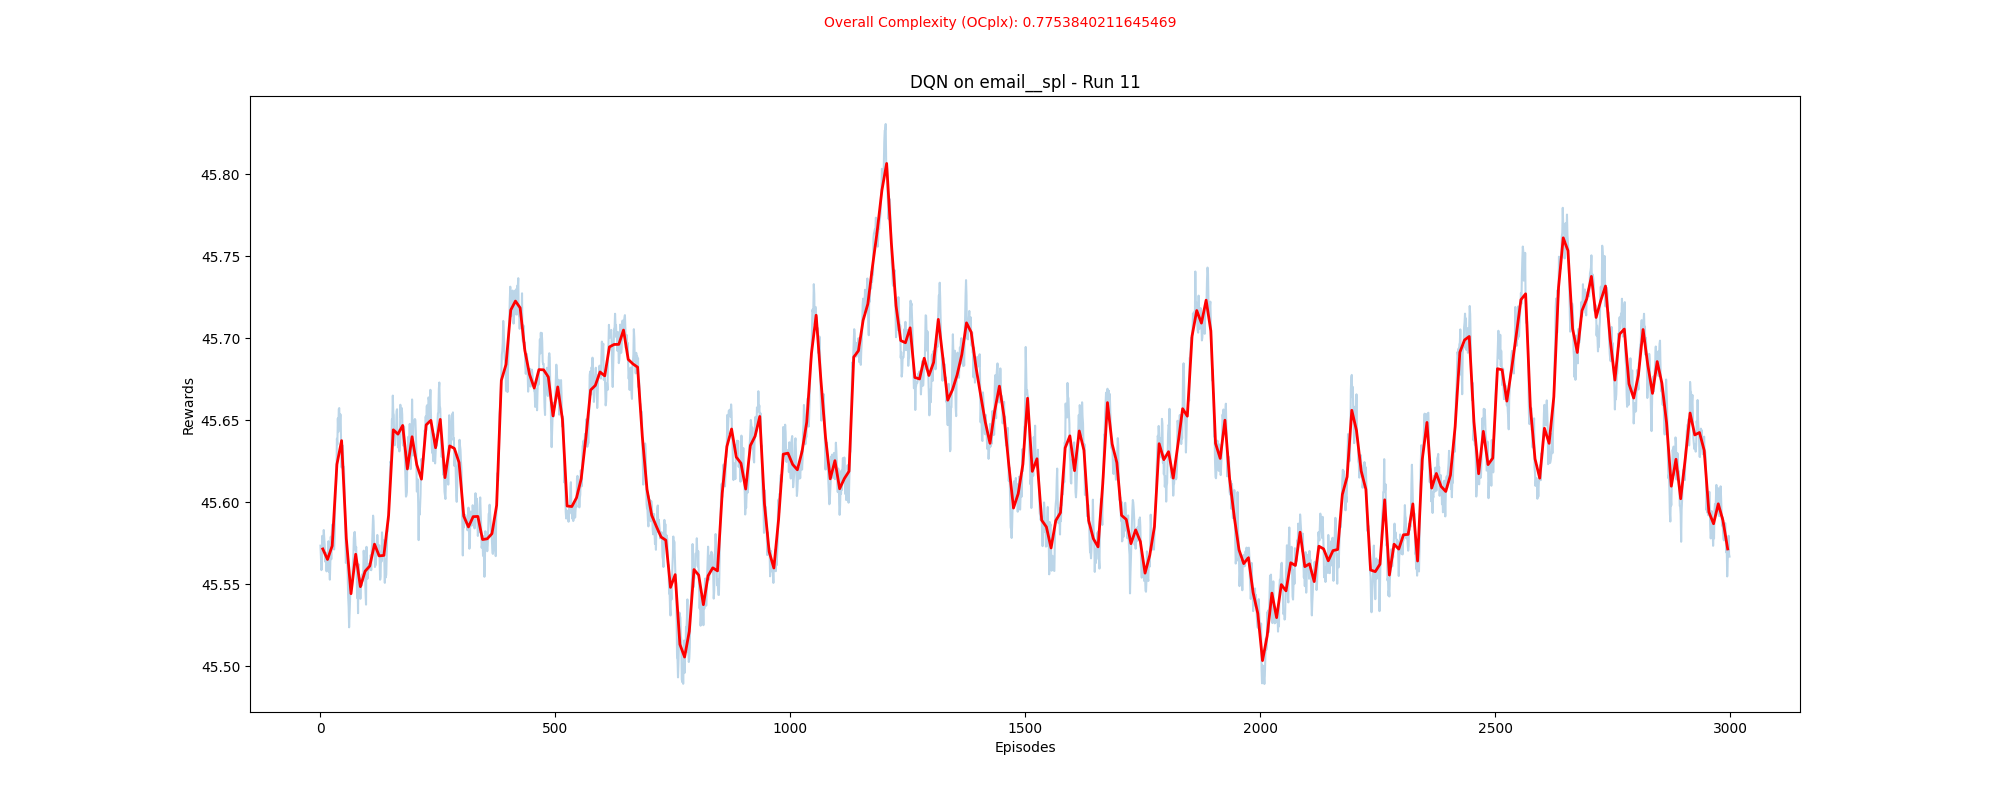 Overall Complexity (OCplx): 0.7753840211645469
DQN on email__spl - Run 11
45.80
45.75
45.70
45.65
45.60
45.55
45.50
Rewards
0 500 1000 1500 2000 2500 3000
Episodes